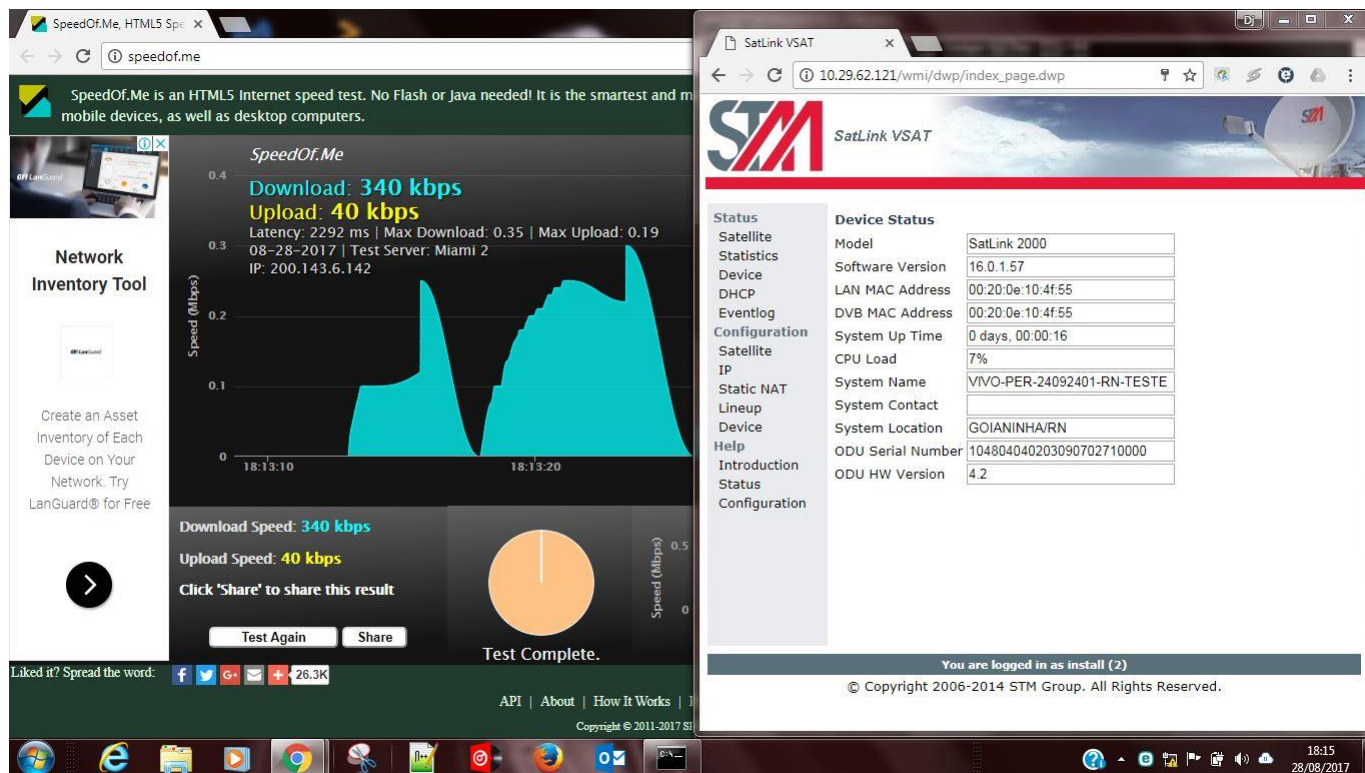 SpeedOf.Me, HTML5 Spe
speedof.me
SpeedOf.Me is an HTML5 Internet speed test. No Flash or Java needed! It is the smartest and m
mobile devices, as well as desktop computers.
GFI LanGuard
Network
Inventory Tool
GFI LanGuard
Create an Asset
Inventory of Each
Device on Your
Network. Try
LanGuard® for Free
SpeedOf.Me
Download: 340 kbps
Upload: 40 kbps
Latency: 2292 ms | Max Download: 0.35 | Max Upload: 0.19
08-28-2017 | Test Server: Miami 2
IP: 200.143.6.142
Speed (Mbps)
0.4
0.3
0.2
0.1
0
18:13:10
18:13:20
Download Speed: 340 kbps
Upload Speed: 40 kbps
Click 'Share' to share this result
Test Again
Share
Test Complete.
Speed (Mbps)
0.5
0
Liked it? Spread the word:
26.3K
API | About | How It Works |
Copyright © 2011-2017
Dj
SatLink VSAT
10.29.62.121/wmi/dwp/index_page.dwp
STM
SatLink VSAT
STM
Status
Satellite
Statistics
Device
DHCP
Eventlog
Configuration
Satellite
IP
Static NAT
Lineup
Device
Help
Introduction
Status
Configuration
Device Status
Model SatLink 2000
Software Version 16.0.1.57
LAN MAC Address 00:20:0e:10:4f:55
DVB MAC Address 00:20:0e:10:4f:55
System Up Time 0 days, 00:00:16
CPU Load 7%
System Name VIVO-PER-24092401-RN-TESTE
System Contact
System Location GOIANINHA/RN
ODU Serial Number 104804040203090702710000
ODU HW Version 4.2
You are logged in as install (2)
© Copyright 2006-2014 STM Group. All Rights Reserved.
18:15
28/08/2017